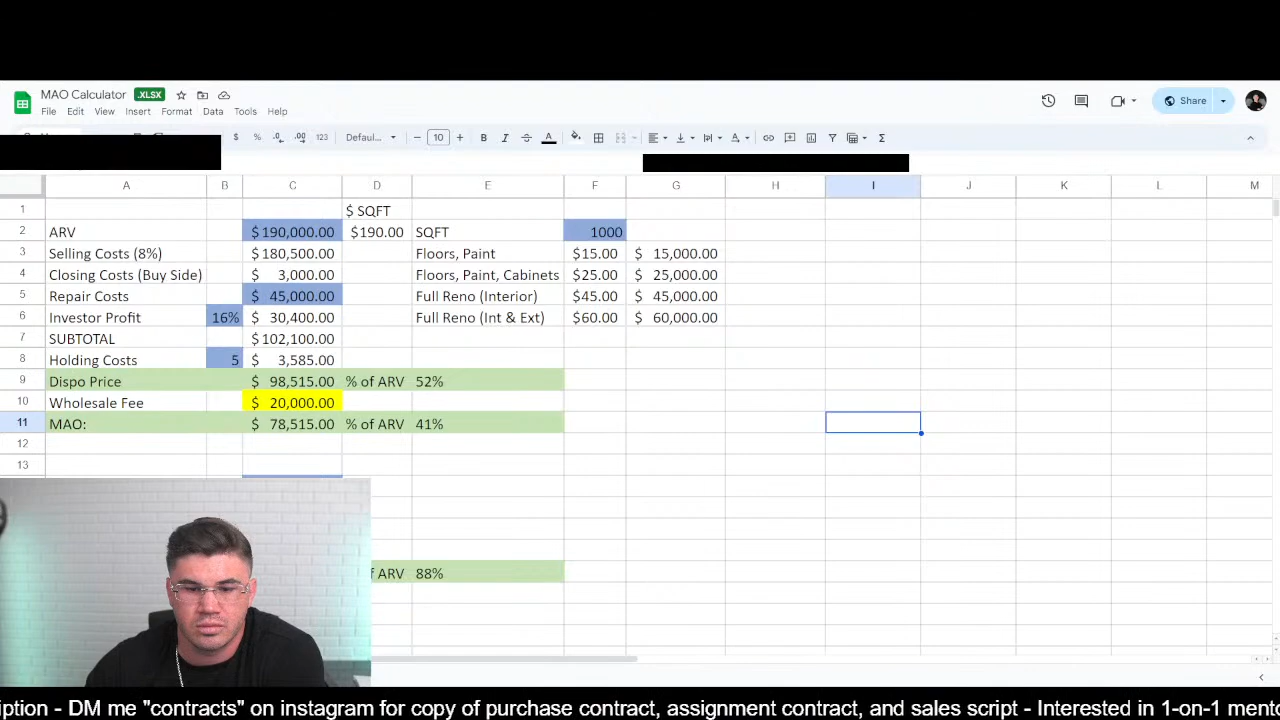 MAO Calculator .XLSX
File Edit View Insert Format Data Tools Help
Share
$ % .0 .00 123 Defaul... − 10 + B I A Σ
A B C D E F G H I J K L M
1 $ SQFT
2 ARV $190,000.00 $190.00 SQFT 1000
3 Selling Costs (8%) $180,500.00 Floors, Paint $15.00 $ 15,000.00
4 Closing Costs (Buy Side) $ 3,000.00 Floors, Paint, Cabinets $25.00 $ 25,000.00
5 Repair Costs $ 45,000.00 Full Reno (Interior) $45.00 $ 45,000.00
6 Investor Profit 16% $ 30,400.00 Full Reno (Int & Ext) $60.00 $ 60,000.00
7 SUBTOTAL $102,100.00
8 Holding Costs 5 $ 3,585.00
9 Dispo Price $ 98,515.00 % of ARV 52%
10 Wholesale Fee $ 20,000.00
11 MAO: $ 78,515.00 % of ARV 41%
12
13
ARV 88%
DM me "contracts" on instagram for copy of purchase contract, assignment contract, and sales script - Interested in 1-on-1